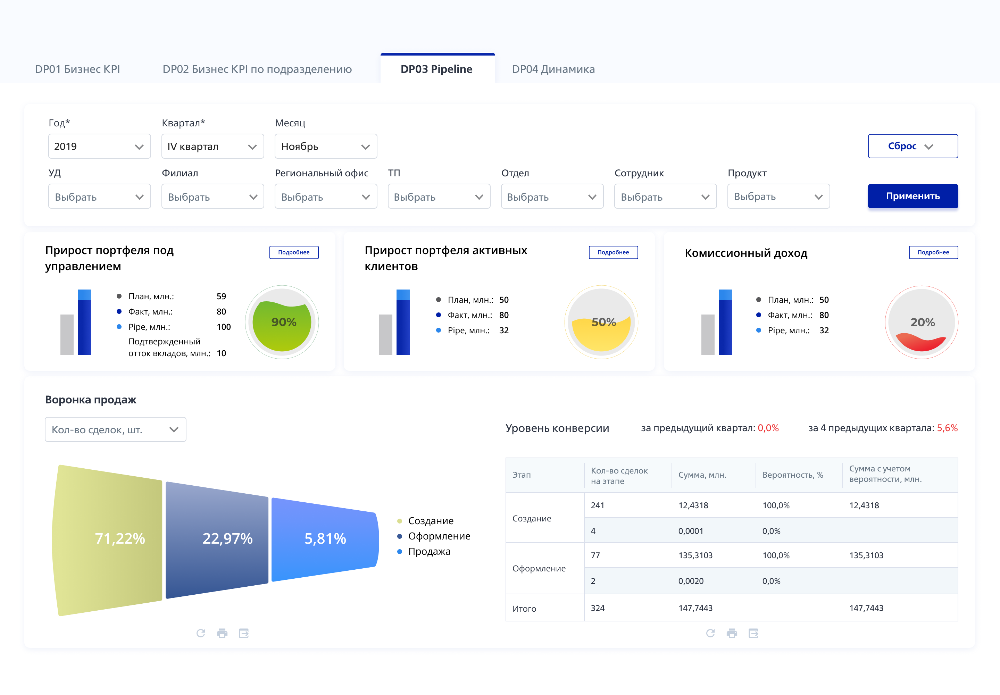 DP01 Бизнес KPI
DP02 Бизнес KPI по подразделению
DP03 Pipeline
DP04 Динамика
Год*
Квартал*
Месяц
2019
IV квартал
Ноябрь
Сброс
УД
Филиал
Региональный офис
ТП
Отдел
Сотрудник
Продукт
Выбрать
Выбрать
Выбрать
Выбрать
Выбрать
Выбрать
Выбрать
Применить
Прирост портфеля под
управлением
Подробнее
План, млн.: 59
Факт, млн.: 80
Pipe, млн.: 100
Подтвержденный
отток вкладов, млн.: 10
90%
Прирост портфеля активных
клиентов
Подробнее
План, млн.: 50
Факт, млн.: 80
Pipe, млн.: 32
50%
Комиссионный доход
Подробнее
План, млн.: 50
Факт, млн.: 80
Pipe, млн.: 32
20%
Воронка продаж
Кол-во сделок, шт.
71,22%
22,97%
5,81%
Создание
Оформление
Продажа
Уровень конверсии
за предыдущий квартал: 0,0%
за 4 предыдущих квартала: 5,6%
Этап
Кол-во сделок
на этапе
Сумма, млн.
Вероятность, %
Сумма с учетом
вероятности, млн.
Создание
241 12,4318 100,0% 12,4318
4 0,0001 0,0%
Оформление
77 135,3103 100,0% 135,3103
2 0,0020 0,0%
Итого 324 147,7443 147,7443